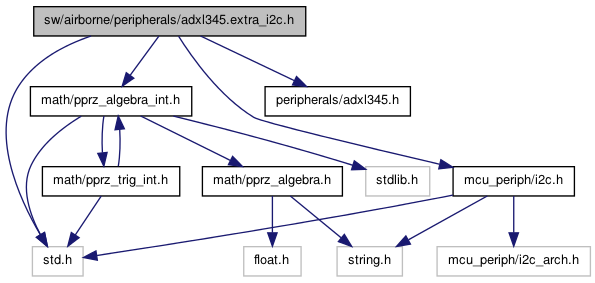 sw/airborne/peripherals/adxl345.extra_i2c.h
math/pprz_algebra_int.h
peripherals/adxl345.h
math/pprz_trig_int.h
math/pprz_algebra.h
stdlib.h
mcu_periph/i2c.h
std.h
float.h
string.h
mcu_periph/i2c_arch.h